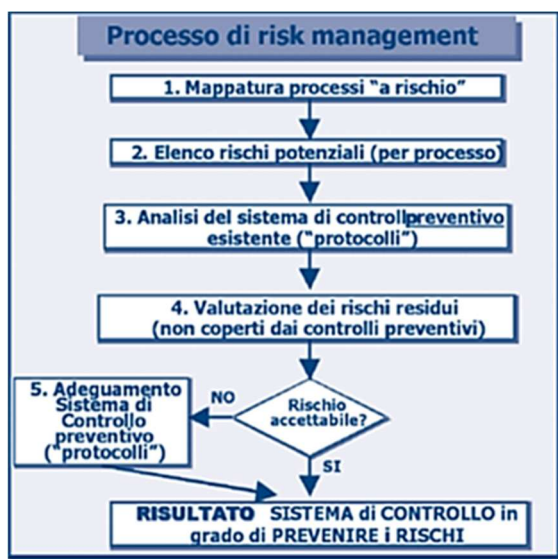 Processo di risk management
1. Mappatura processi “a rischio”
2. Elenco rischi potenziali (per processo)
3. Analisi del sistema di controllo preventivo
esistente (“protocolli”)
4. Valutazione dei rischi residui
(non coperti dai controlli preventivi)
5. Adeguamento
Sistema di
Controllo
preventivo
(“protocolli”)
NO
Rischio
accettabile?
SI
RISULTATO SISTEMA di CONTROLLO in
grado di PREVENIRE i RISCHI